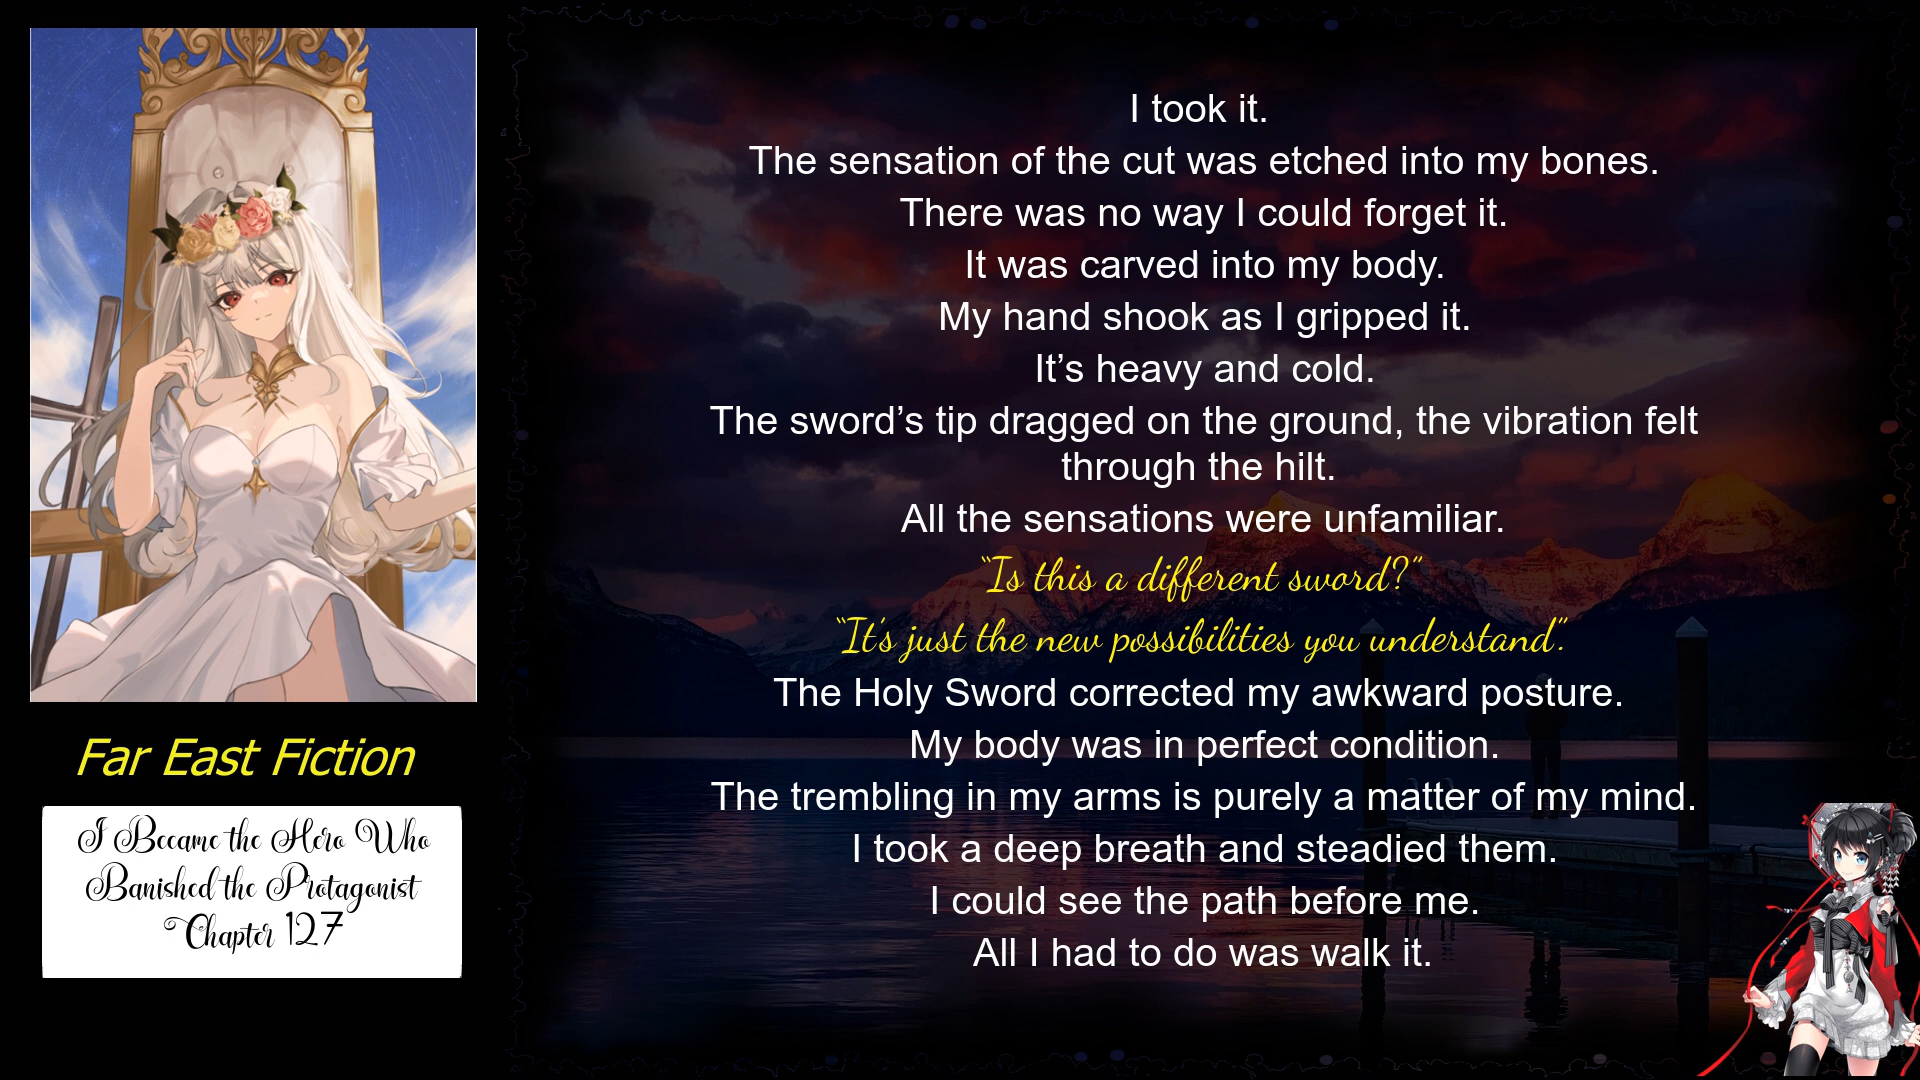 I took it.
The sensation of the cut was etched into my bones.
There was no way I could forget it.
It was carved into my body.
My hand shook as I gripped it.
It’s heavy and cold.
The sword’s tip dragged on the ground, the vibration felt
through the hilt.
All the sensations were unfamiliar.
“Is this a different sword?”
“It’s just the new possibilities you understand”.
The Holy Sword corrected my awkward posture.
My body was in perfect condition.
The trembling in my arms is purely a matter of my mind.
I took a deep breath and steadied them.
I could see the path before me.
All I had to do was walk it.
Far East Fiction
I Became the Hero Who
Banished the Protagonist
Chapter 127